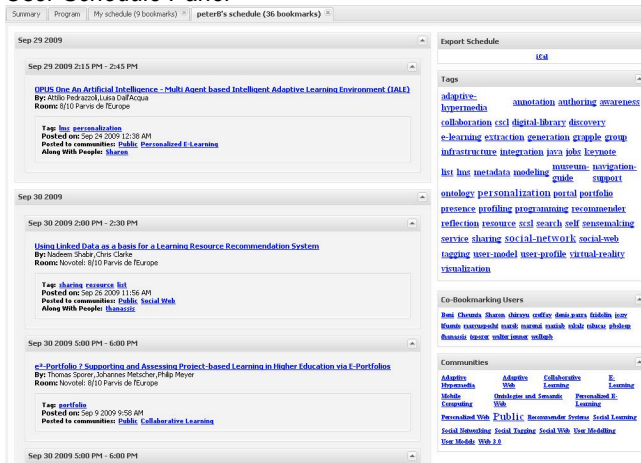 Summary Program My schedule (9 bookmarks) peterB's schedule (36 bookmarks)
Sep 29 2009
Sep 29 2009 2:15 PM - 2:45 PM
OPUS One An Artificial Intelligence - Multi Agent based Intelligent Adaptive Learning Environment (IALE)
By: Attilio Pedrazzoli,Luisa Dall'Acqua
Room: 8/10 Parvis de l'Europe
Tag: lms personalization
Posted on: Sep 24 2009 12:38 AM
Posted to communities: Public Personalized E-Learning
Along With People: Sharon
Sep 30 2009
Sep 30 2009 2:00 PM - 2:30 PM
Using Linked Data as a basis for a Learning Resource Recommendation System
By: Nadeem Shabir,Chris Clarke
Room: Novotel: 8/10 Parvis de l'Europe
Tag: sharing resource list
Posted on: Sep 26 2009 11:56 AM
Posted to communities: Public Social Web
Along With People: thanassis
Sep 30 2009 5:00 PM - 6:00 PM
e³-Portfolio ? Supporting and Assessing Project-based Learning in Higher Education via E-Portfolios
By: Thomas Sporer,Johannes Metscher,Philip Meyer
Room: Novotel: 8/10 Parvis de l'Europe
Tag: portfolio
Posted on: Sep 9 2009 9:58 AM
Posted to communities: Public Collaborative Learning
Sep 30 2009 5:00 PM - 6:00 PM
Export Schedule
iCal
Tags
adaptive-hypermedia annotation authoring awareness
collaboration cscl digital-library discovery
e-learning extraction generation grapple group
infrastructure integration java jobs keynote
list lms metadata modeling museum-guide navigation-support
ontology personalization portal portfolio
presence profiling programming recommender
reflection resource scsl search self sensemaking
service sharing social-network social-web
tagging user-model user-profile virtual-reality
visualization
Co-Bookmarking Users
Sharon denis.parra fridolin
thanassis
Communities
Adaptive Hypermedia Adaptive Web Collaborative Learning E-Learning
Mobile Computing Ontologies and Semantic Web Personalized E-Learning
Personalized Web Public Recommender Systems Social Learning
Social Networking Social Tagging Social Web User Modelling
User Models Web 3.0